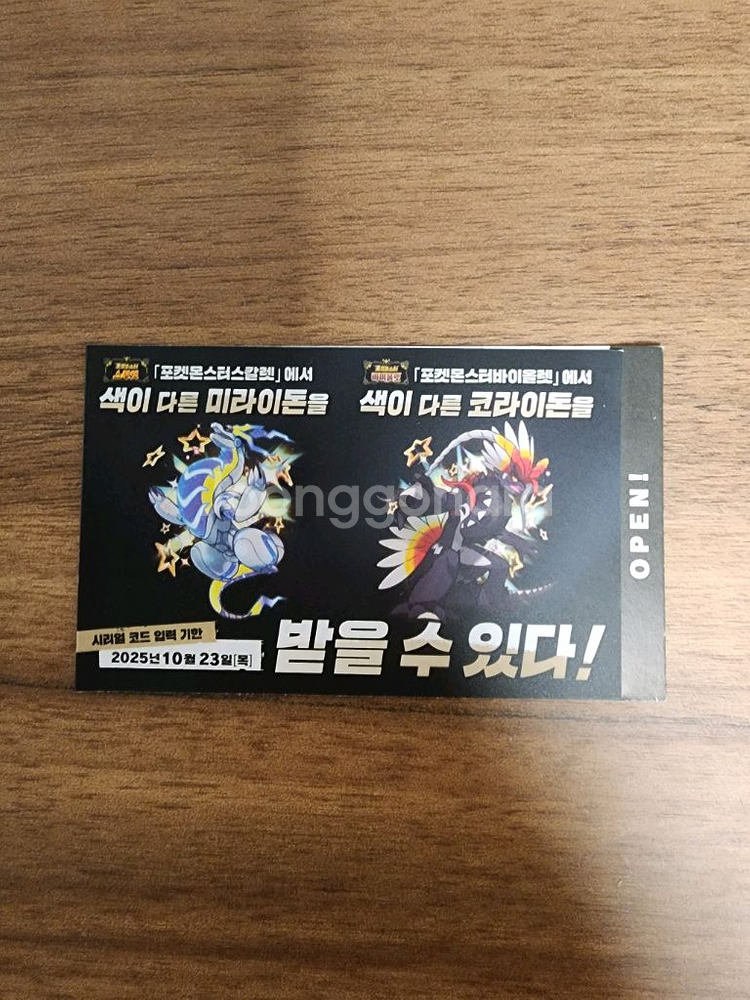 「포켓몬스터스칼렛」에서
색이 다른 미라이돈을
「포켓몬스터바이올렛」에서
색이 다른 코라이돈을
OPEN!
시리얼 코드 입력 기한
2025년 10월 23일[목]
받을 수 있다!